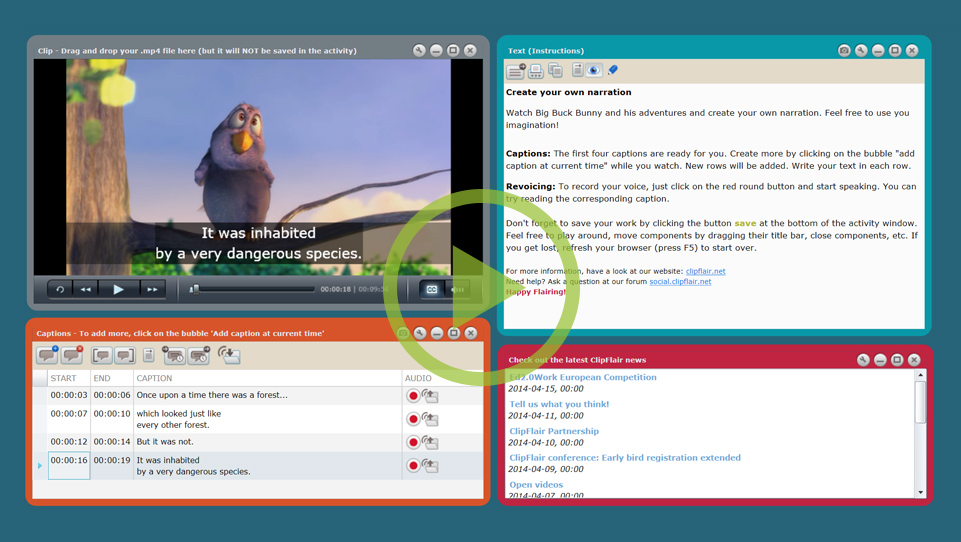 Clip - Drag and drop your .mp4 file here (but it will NOT be saved in the activity)
It was inhabited
by a very dangerous species.
00:00:18 | 00:09:5
CC
Text (Instructions)
Create your own narration
Watch Big Buck Bunny and his adventures and create your own narration. Feel free to use you
imagination!
Captions: The first four captions are ready for you. Create more by clicking on the bubble "add
caption at current time" while you watch. New rows will be added. Write your text in each row.
Revoicing: To record your voice, just click on the red round button and start speaking. You can
try reading the corresponding caption.
Don't forget to save your work by clicking the button save at the bottom of the activity window.
Feel free to play around, move components by dragging their title bar, close components, etc. If
you get lost, refresh your browser (press F5) to start over.
For more information, have a look at our website: clipflair.net
Need help? Ask a question at our forum social.clipflair.net
Happy Flairing!
Captions - To add more, click on the bubble 'Add caption at current time'
START END CAPTION AUDIO
00:00:03 00:00:06 Once upon a time there was a forest...
00:00:07 00:00:10 which looked just like
every other forest.
00:00:12 00:00:14 But it was not.
00:00:16 00:00:19 It was inhabited
by a very dangerous species.
Check out the latest ClipFlair news
Ed2.0Work European Competition
2014-04-15, 00:00
Tell us what you think!
2014-04-11, 00:00
ClipFlair Partnership
2014-04-10, 00:00
ClipFlair conference: Early bird registration extended
2014-04-09, 00:00
Open videos
2014-04-07, 00:00